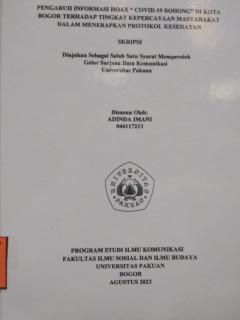 PENGARUH INFORMASI HOAX " COVID-19 BOHONG" DI KOTA
BOGOR TERHADAP TINGKAT KEPERCAYAAN MASYARAKAT
DALAM MENERAPKAN PROTOKOL KESEHATAN
SKRIPSI
Diajukan Sebagai Salah Satu Syarat Memperoleh
Gelar Sarjana Ilmu Komunikasi
Universitas Pakuan
Disusun Oleh:
ADINDA IMANI
044117213
UNIVERSITAS
PAKUAN
PROGRAM STUDI ILMU KOMUNIKASI
FAKULTAS ILMU SOSIAL DAN ILMU BUDAYA
UNIVERSITAS PAKUAN
BOGOR
AGUSTUS 2023